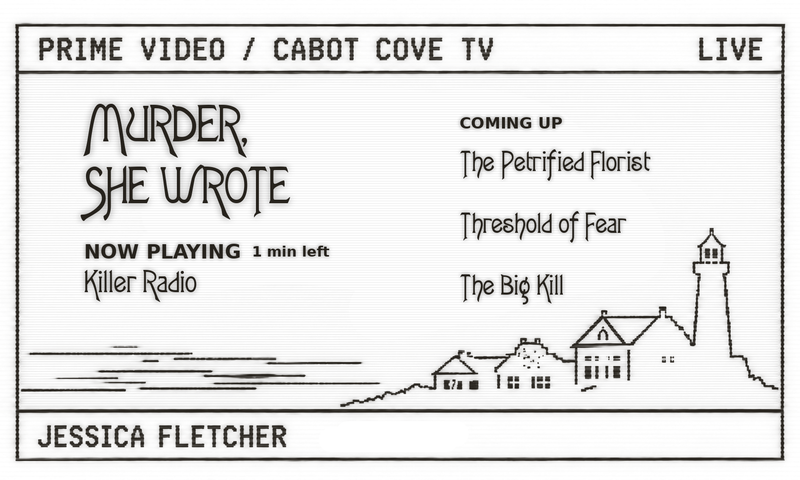 PRIME VIDEO / CABOT COVE TV LIVE
MURDER,
SHE WROTE
NOW PLAYING 1 min left
Killer Radio
COMING UP
The Petrified Florist
Threshold of Fear
The Big Kill
JESSICA FLETCHER